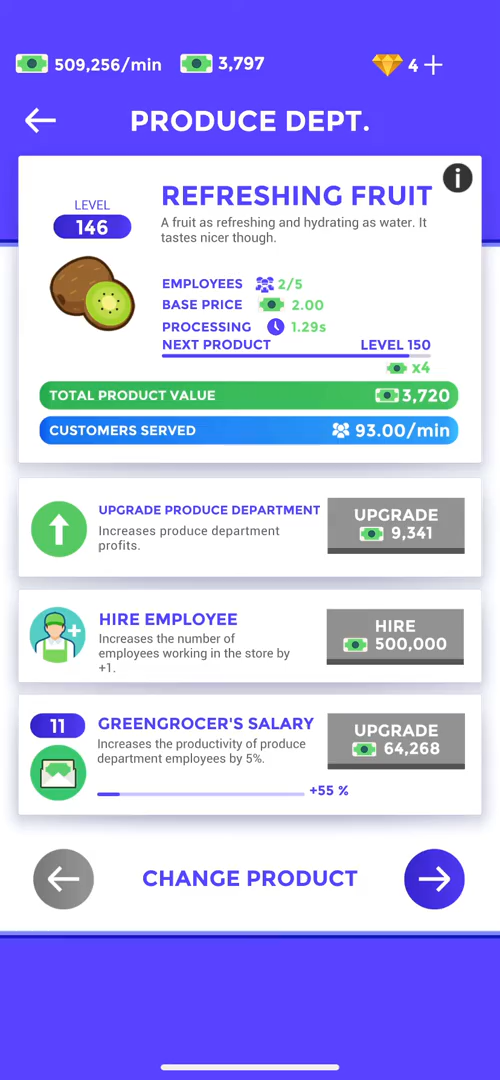 509,256/min 3,797 4
PRODUCE DEPT.
LEVEL
146
REFRESHING FRUIT
A fruit as refreshing and hydrating as water. It
tastes nicer though.
EMPLOYEES 2/5
BASE PRICE 2.00
PROCESSING 1.29s
NEXT PRODUCT LEVEL 150
x4
TOTAL PRODUCT VALUE 3,720
CUSTOMERS SERVED 93.00/min
UPGRADE PRODUCE DEPARTMENT
Increases produce department
profits.
UPGRADE
9,341
HIRE EMPLOYEE
Increases the number of
employees working in the store by
+1.
HIRE
500,000
11
GREENGROCER'S SALARY
Increases the productivity of produce
department employees by 5%.
+55 %
UPGRADE
64,268
CHANGE PRODUCT